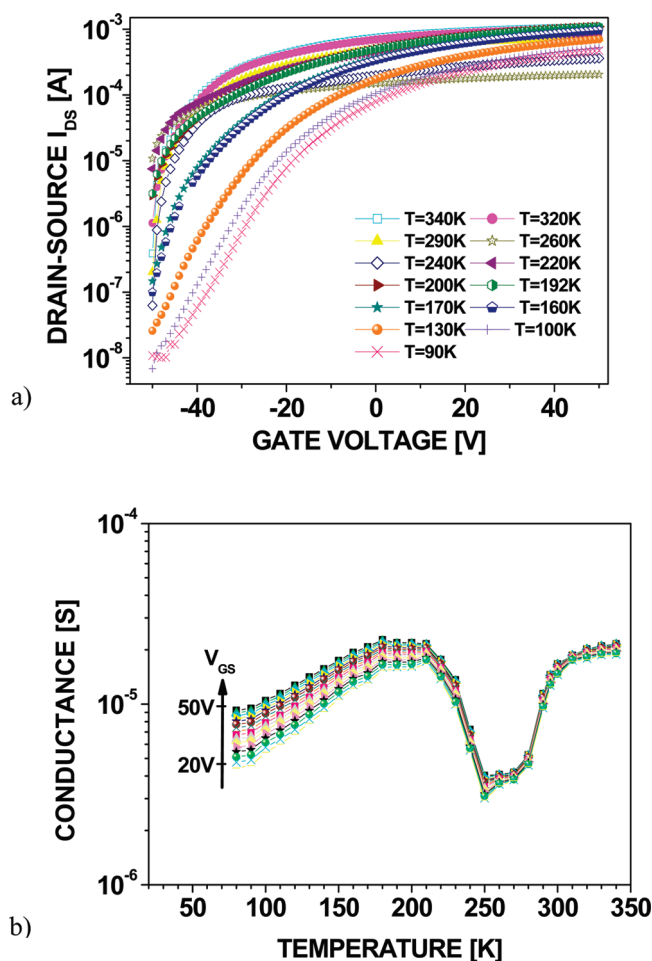 10⁻³
10⁻⁴
10⁻⁵
10⁻⁶
10⁻⁷
10⁻⁸
DRAIN-SOURCE I_DS [A]
T=340K T=320K
T=290K T=260K
T=240K T=220K
T=200K T=192K
T=170K T=160K
T=130K T=100K
T=90K
-40 -20 0 20 40
GATE VOLTAGE [V]
a)
10⁻⁴
10⁻⁵
10⁻⁶
CONDUCTANCE [S]
V_GS
50V
20V
50 100 150 200 250 300 350
TEMPERATURE [K]
b)